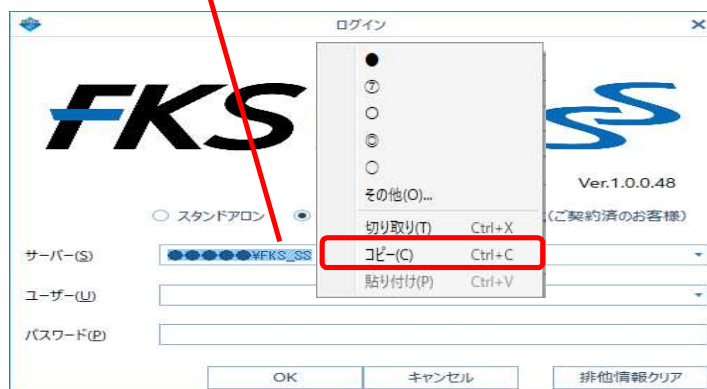 ログイン
FKS SS
Ver.1.0.0.48
スタンドアロン
(ご契約済のお客様)
●
⑦
○
◎
○
その他(O)...
切り取り(T) Ctrl+X
コピー(C) Ctrl+C
貼り付け(P) Ctrl+V
サーバー(S) ●●●●●¥FKS_SS
ユーザー(U)
パスワード(P)
OK キャンセル 排他情報クリア